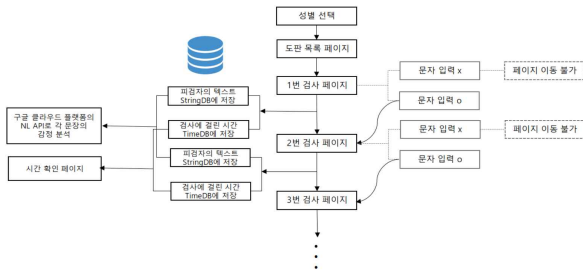 성별 선택
도판 목록 페이지
1번 검사 페이지
문자 입력 x
페이지 이동 불가
피검자의 텍스트
StringDB에 저장
문자 입력 o
구글 클라우드 플랫폼의
NL API로 각 문장의
감정 분석
검사에 걸린 시간
TimeDB에 저장
2번 검사 페이지
문자 입력 x
페이지 이동 불가
피검자의 텍스트
StringDB에 저장
문자 입력 o
시간 확인 페이지
검사에 걸린 시간
TimeDB에 저장
3번 검사 페이지